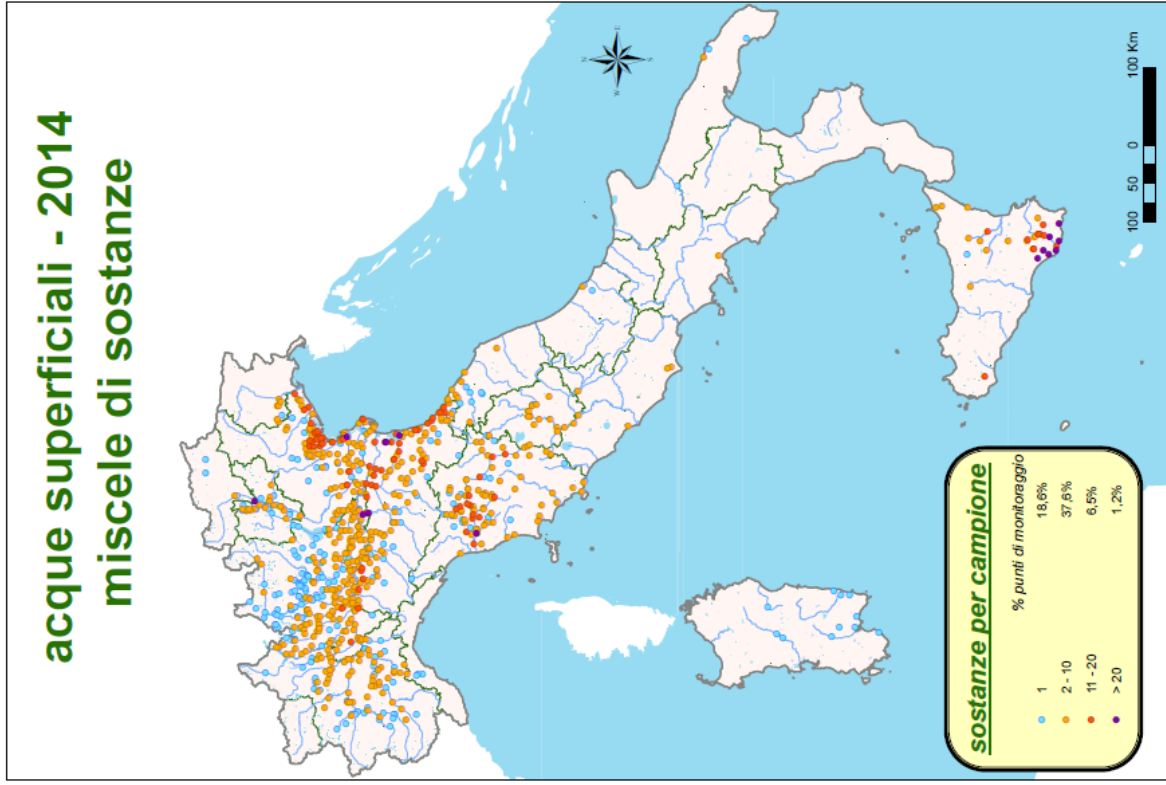 acque superficiali - 2014
miscele di sostanze
N
E
S
W
sostanze per campione
% punti di monitoraggio
1 18,6%
2 - 10 37,6%
11 - 20 6,5%
> 20 1,2%
100 50 0 100 Km